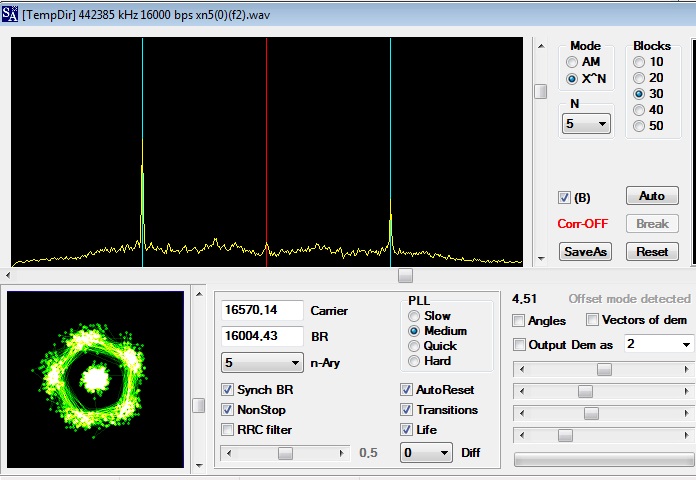 SA [TempDir] 442385 kHz 16000 bps xn5(0)(f2).wav
Mode
AM
X^N
N
5
Blocks
10
20
30
40
50
(B)
Auto
Corr-OFF
Break
SaveAs
Reset
16570,14 Carrier
16004,43 BR
5 n-Ary
Synch BR
NonStop
RRC filter
0.5
PLL
Slow
Medium
Quick
Hard
AutoReset
Transitions
Life
0 Diff
4,51 Offset mode detected
Angles Vectors of dem
Output Dem as 2